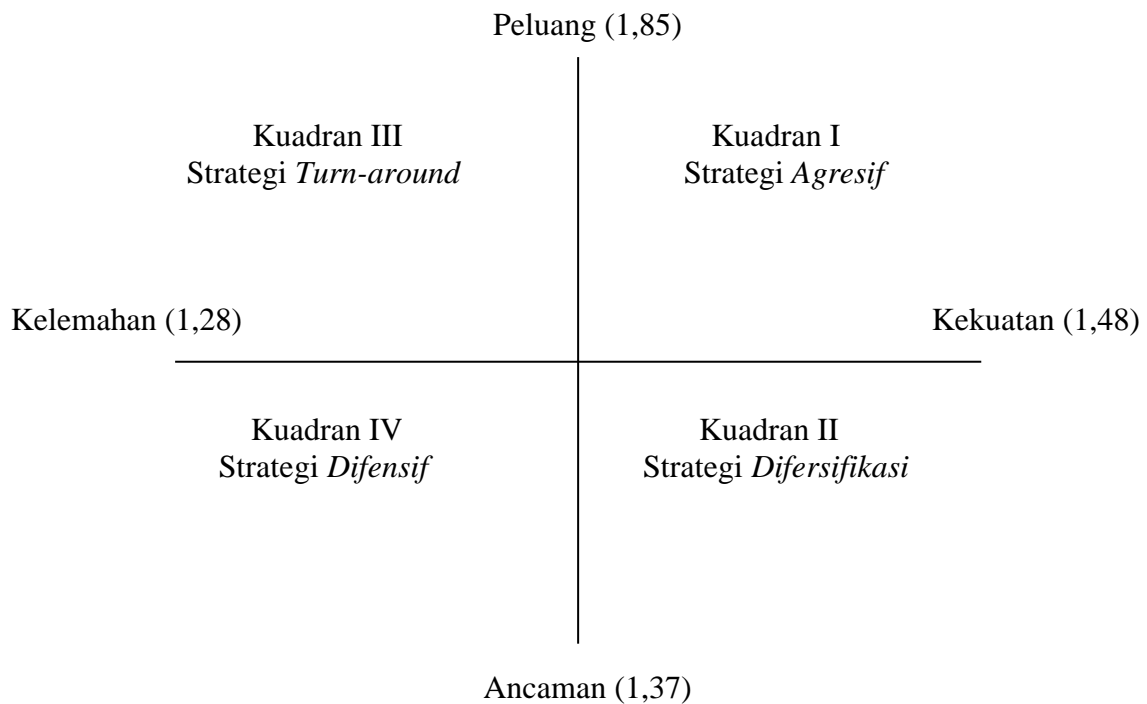 Peluang (1,85)
Kuadran III
Strategi Turn-around
Kuadran I
Strategi Agresif
Kelemahan (1,28)
Kekuatan (1,48)
Kuadran IV
Strategi Difensif
Kuadran II
Strategi Difersifikasi
Ancaman (1,37)